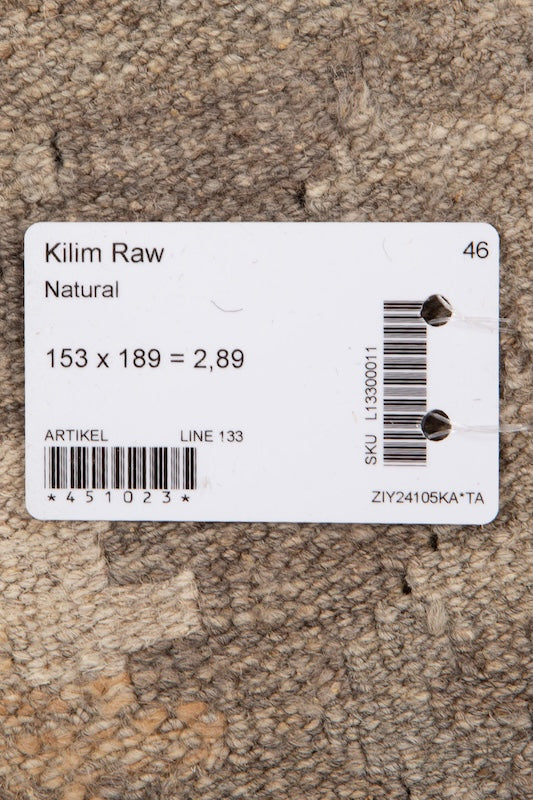 Kilim Raw 46
Natural
153 x 189 = 2,89
ARTIKEL LINE 133
*451023*
SKU L13300011
ZIY24105KA*TA